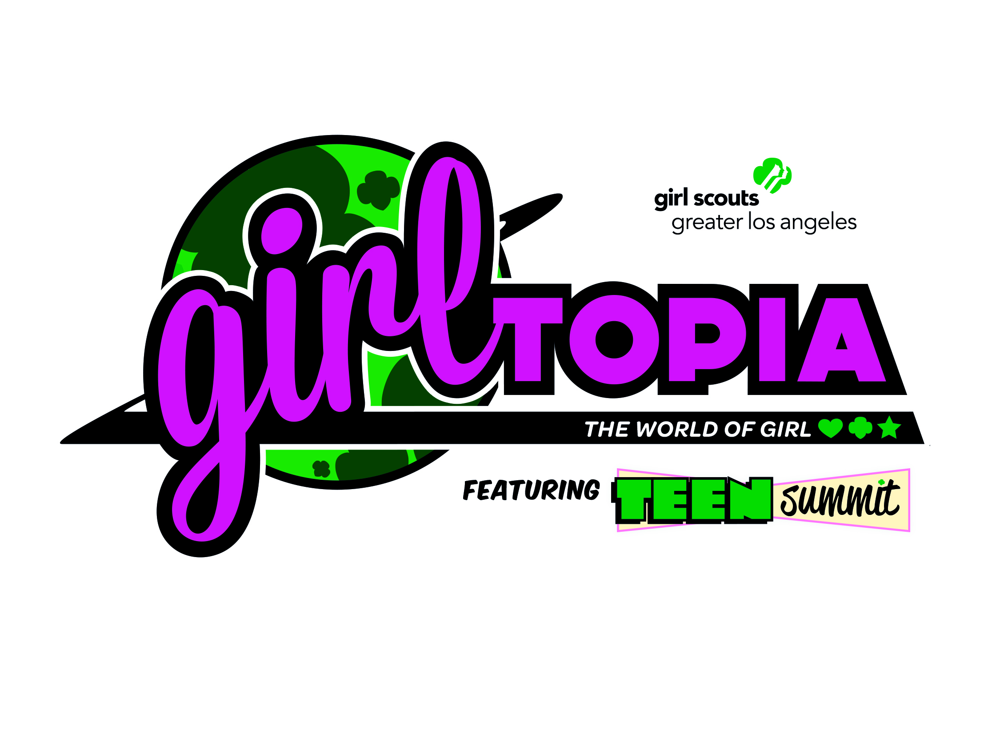 girl scouts
greater los angeles
girlTOPIA
THE WORLD OF GIRL
FEATURING TEEN Summit